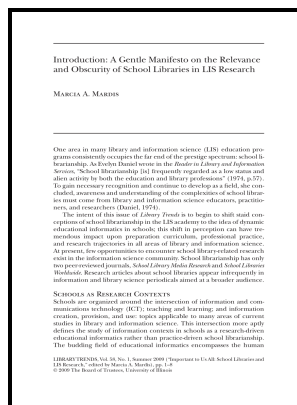 Introduction: A Gentle Manifesto on the Relevance
and Obscurity of School Libraries in LIS Research
Marcia A. Mardis
One area in many library and information science (LIS) education pro-
grams consistently occupies the far end of the prestige spectrum: school li-
brarianship. As Evelyn Daniel wrote in the Reader in Library and Information
Services, "School librarianship [is] frequently regarded as a low status and
alien activity by both the education and library professions" (1974, p.57).
To gain necessary recognition and continue to develop as a field, she con-
cluded, awareness and understanding of the complexities of school librar-
ies must come from library and information science educators, practitio-
ners, and researchers (Daniel, 1974).
The intent of this issue of Library Trends is to begin to shift staid con-
ceptions of school librarianship in the LIS academy to the idea of dynamic
educational informatics in schools; this shift in perception can have tre-
mendous impact upon preparation curriculum, professional practice,
and research trajectories in all areas of library and information science.
At present, few opportunities to encounter school library-related research
exist in the information science community. School librarianship has only
two peer-reviewed journals, School Library Media Research and School Libraries
Worldwide. Research articles about school libraries appear infrequently in
library and information science periodicals aimed at a broader audience.
Schools as Research Contexts
Schools are organized around the intersection of information and com-
munications technology (ICT); teaching and learning; and information
creation, provision, and use topics applicable to many areas of current
studies in library and information science. This intersection more aptly
defines the study of information contexts in schools as a research-driven
educational informatics rather than practice-driven school librarianship.
The budding field of educational informatics encompasses the human
LIBRARY TRENDS, Vol. 58, No. 1, Summer 2009 ("Important to Us All: School Libraries and
LIS Research," edited by Marcia A. Mardis), pp. 1–8
© 2009 The Board of Trustees, University of Illinois